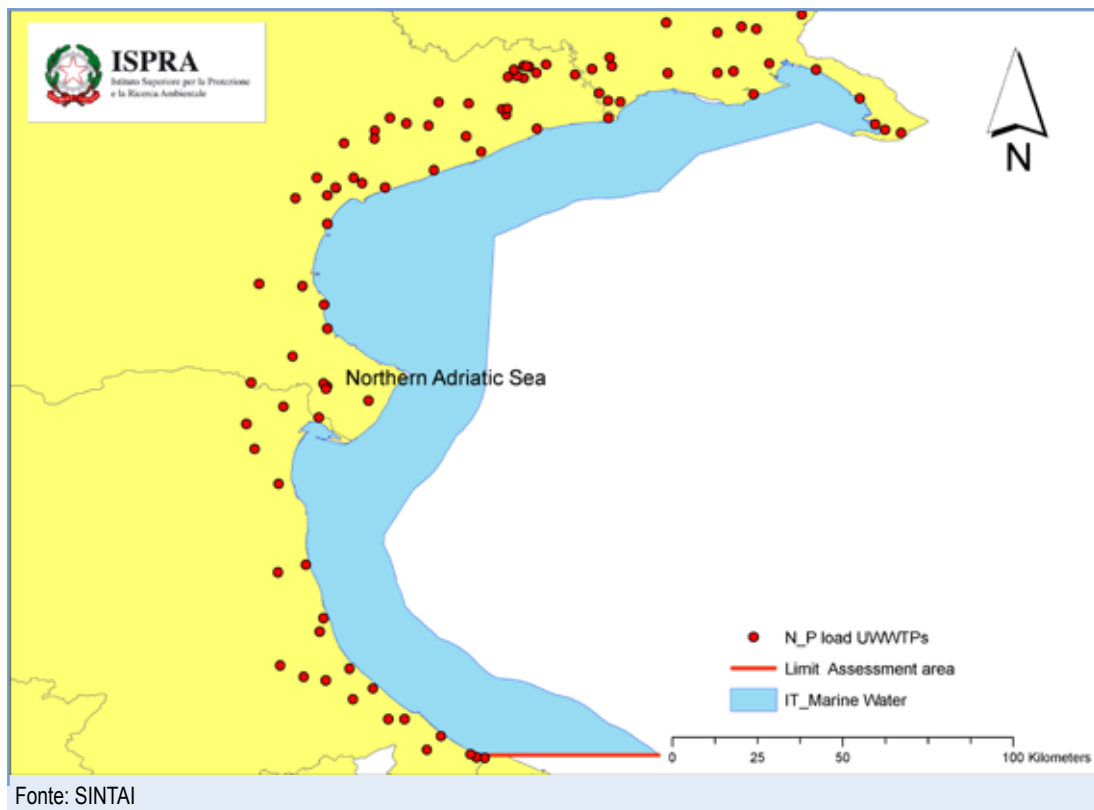 ISPRA
Istituto Superiore per la Protezione
e la Ricerca Ambientale
N
Northern Adriatic Sea
N_P load UWWTPs
Limit Assessment area
IT_Marine Water
0 25 50 100 Kilometers
Fonte: SINTAI